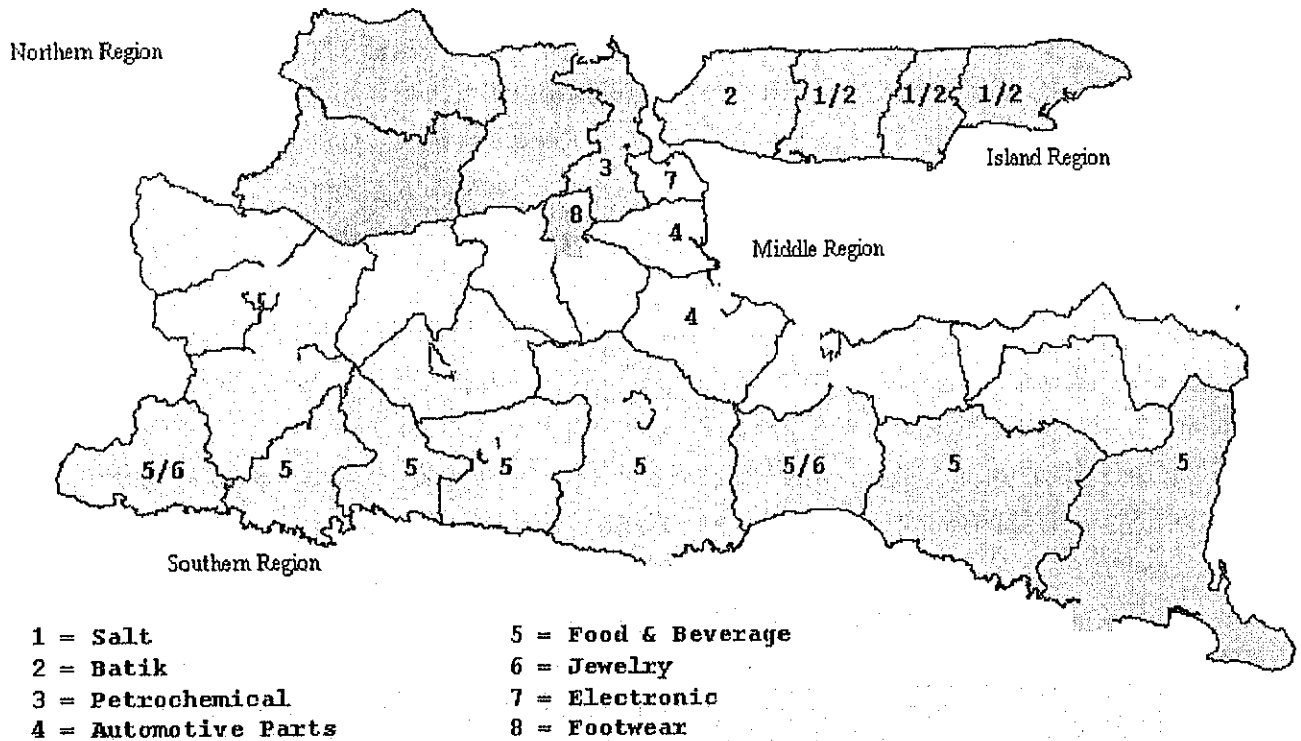 Northern Region
2 1/2 1/2 1/2
Island Region
3
7
8
4
Middle Region
4
5/6 5 5 5 5 5/6 5 5
Southern Region
1 = Salt
2 = Batik
3 = Petrochemical
4 = Automotive Parts
5 = Food & Beverage
6 = Jewelry
7 = Electronic
8 = Footwear